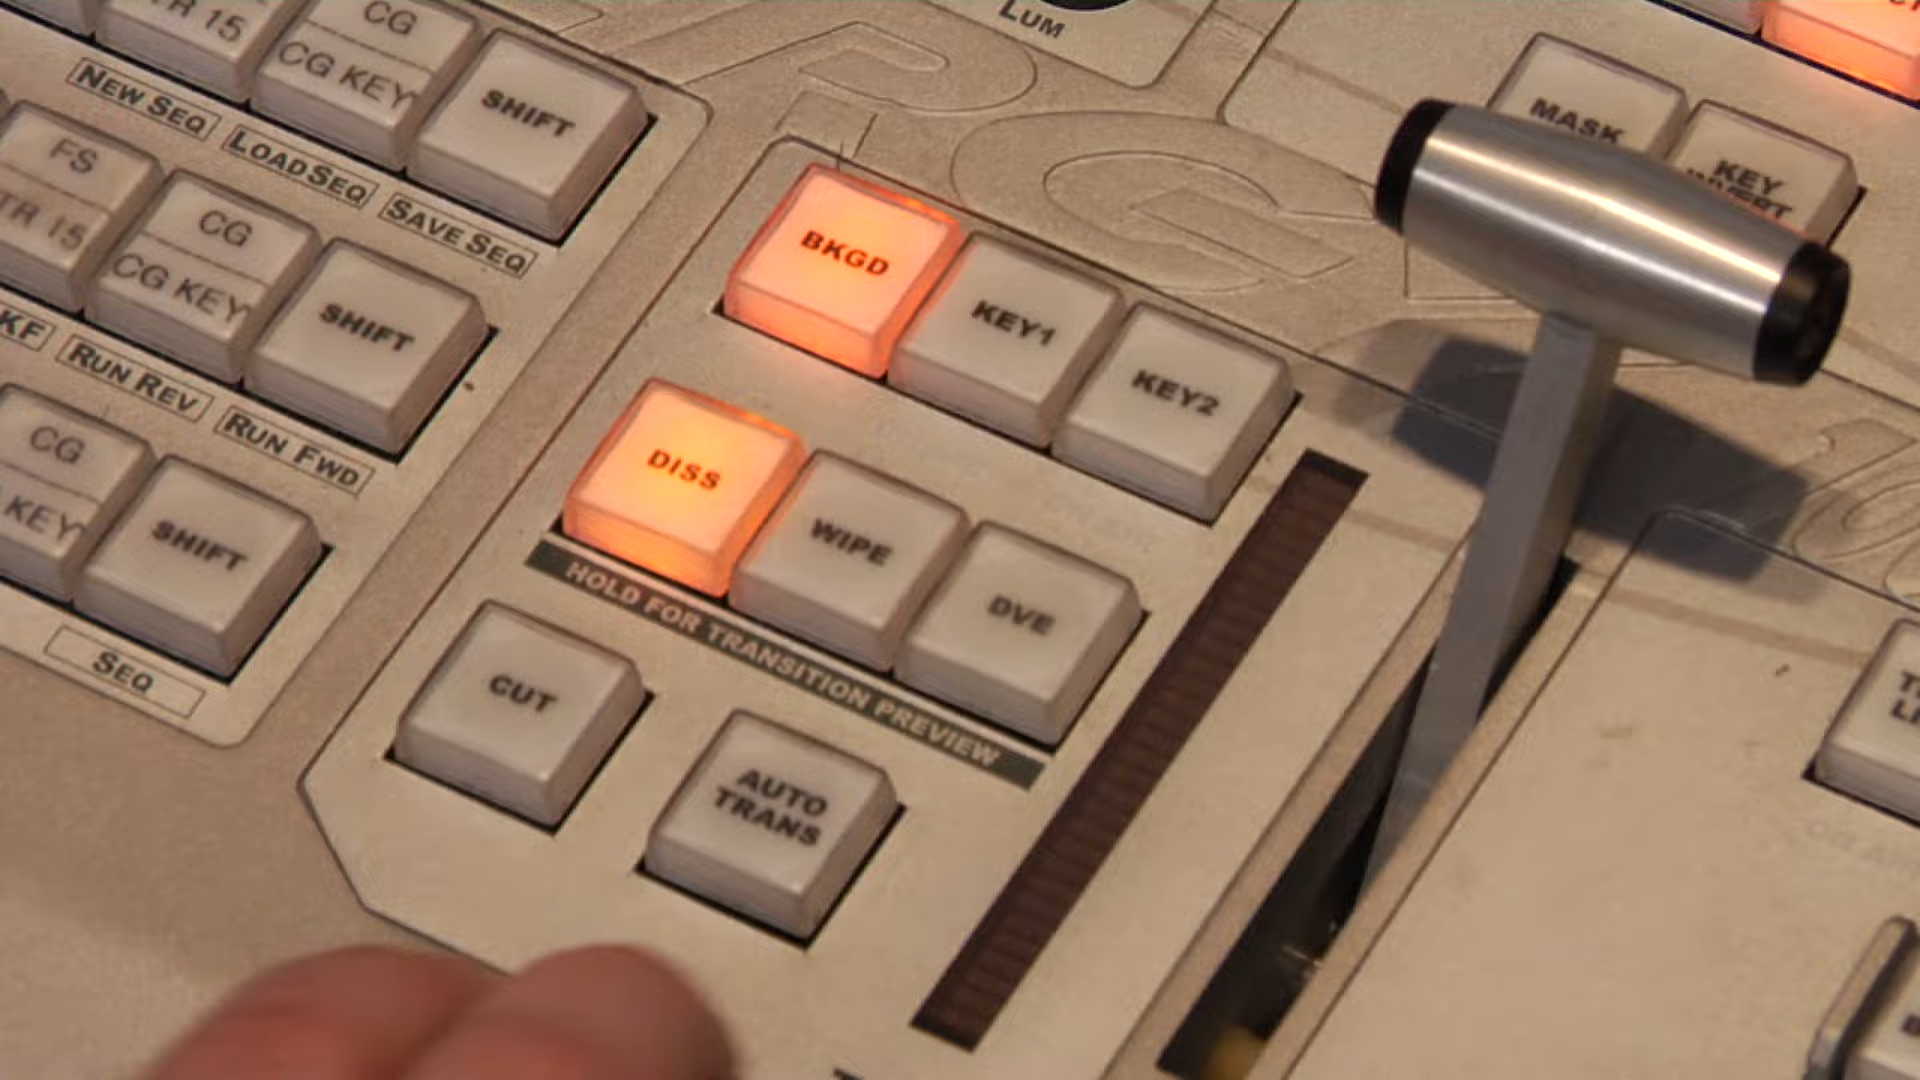 LUM
TR 15
CG
CG KEY
SHIFT
NEW SEQ
LOAD SEQ
SAVE SEQ
FS
TR 15
CG
CG KEY
SHIFT
KF
RUN REV
RUN FWD
CG
KEY
SHIFT
SEQ
BKGD
KEY1
KEY2
DISS
WIPE
DVE
HOLD FOR TRANSITION PREVIEW
CUT
AUTO
TRANS
MASK
KEY